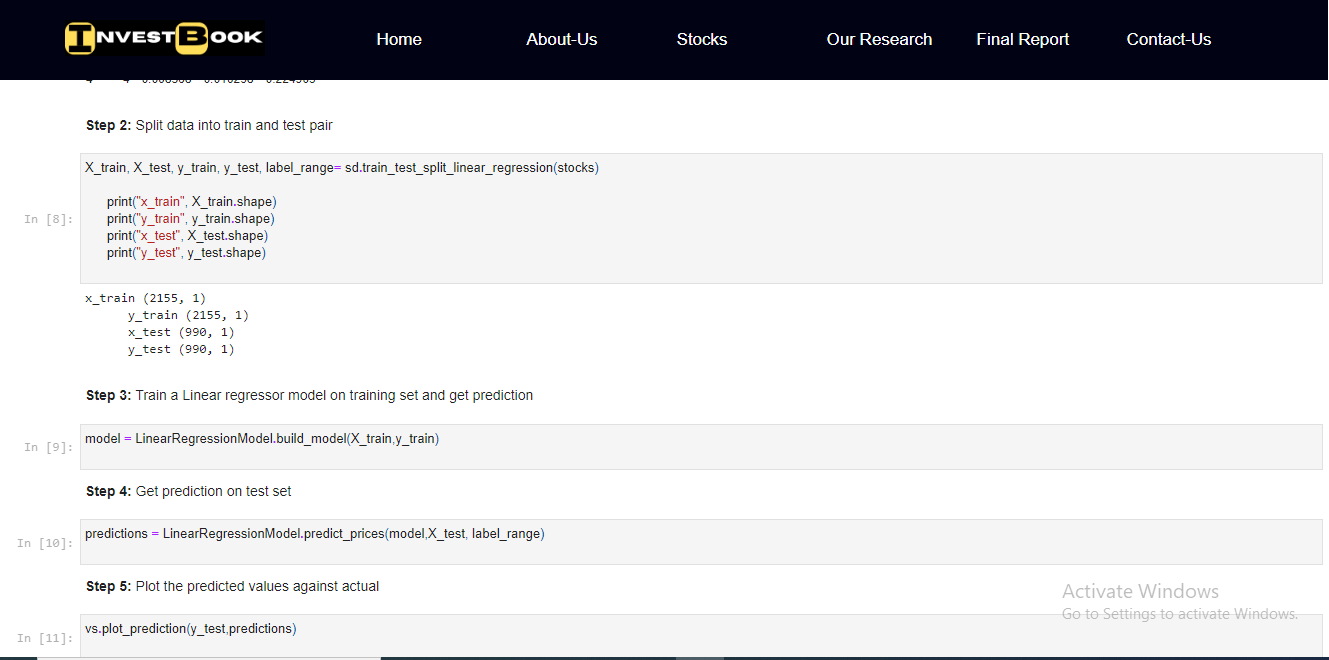 INVESTBOOK
Home About-Us Stocks Our Research Final Report Contact-Us
Step 2: Split data into train and test pair
In [8]:
X_train, X_test, y_train, y_test, label_range= sd.train_test_split_linear_regression(stocks)
print("x_train", X_train.shape)
print("y_train", y_train.shape)
print("x_test", X_test.shape)
print("y_test", y_test.shape)
x_train (2155, 1)
y_train (2155, 1)
x_test (990, 1)
y_test (990, 1)
Step 3: Train a Linear regressor model on training set and get prediction
In [9]:
model = LinearRegressionModel.build_model(X_train,y_train)
Step 4: Get prediction on test set
In [10]:
predictions = LinearRegressionModel.predict_prices(model,X_test, label_range)
Step 5: Plot the predicted values against actual
In [11]:
vs.plot_prediction(y_test,predictions)
Activate Windows
Go to Settings to activate Windows.